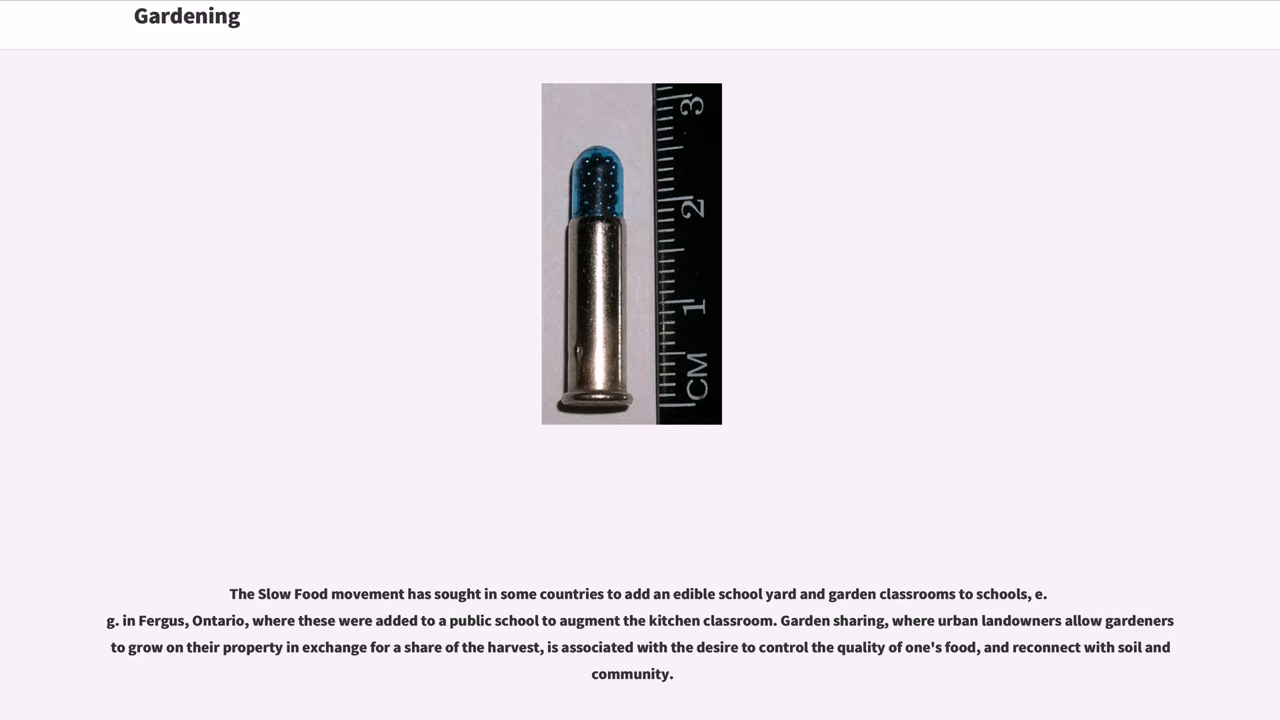 Gardening
3
2
1
CM
The Slow Food movement has sought in some countries to add an edible school yard and garden classrooms to schools, e.
g. in Fergus, Ontario, where these were added to a public school to augment the kitchen classroom. Garden sharing, where urban landowners allow gardeners
to grow on their property in exchange for a share of the harvest, is associated with the desire to control the quality of one's food, and reconnect with soil and
community.